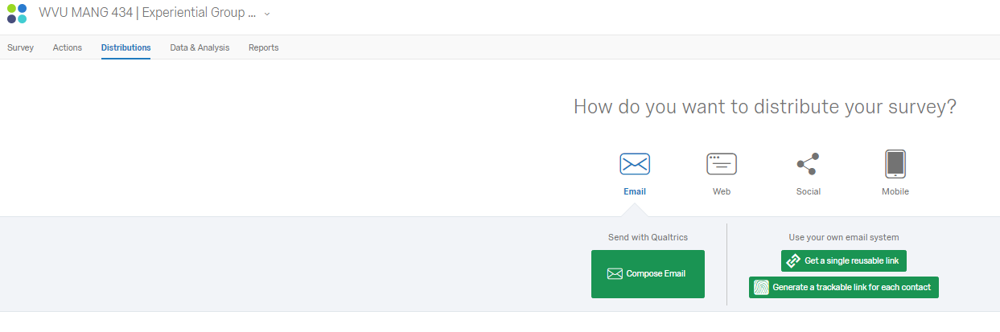 WVU MANG 434 | Experiential Group ...
Survey Actions Distributions Data & Analysis Reports
How do you want to distribute your survey?
Email Web Social Mobile
Send with Qualtrics
Compose Email
Use your own email system
Get a single reusable link
Generate a trackable link for each contact